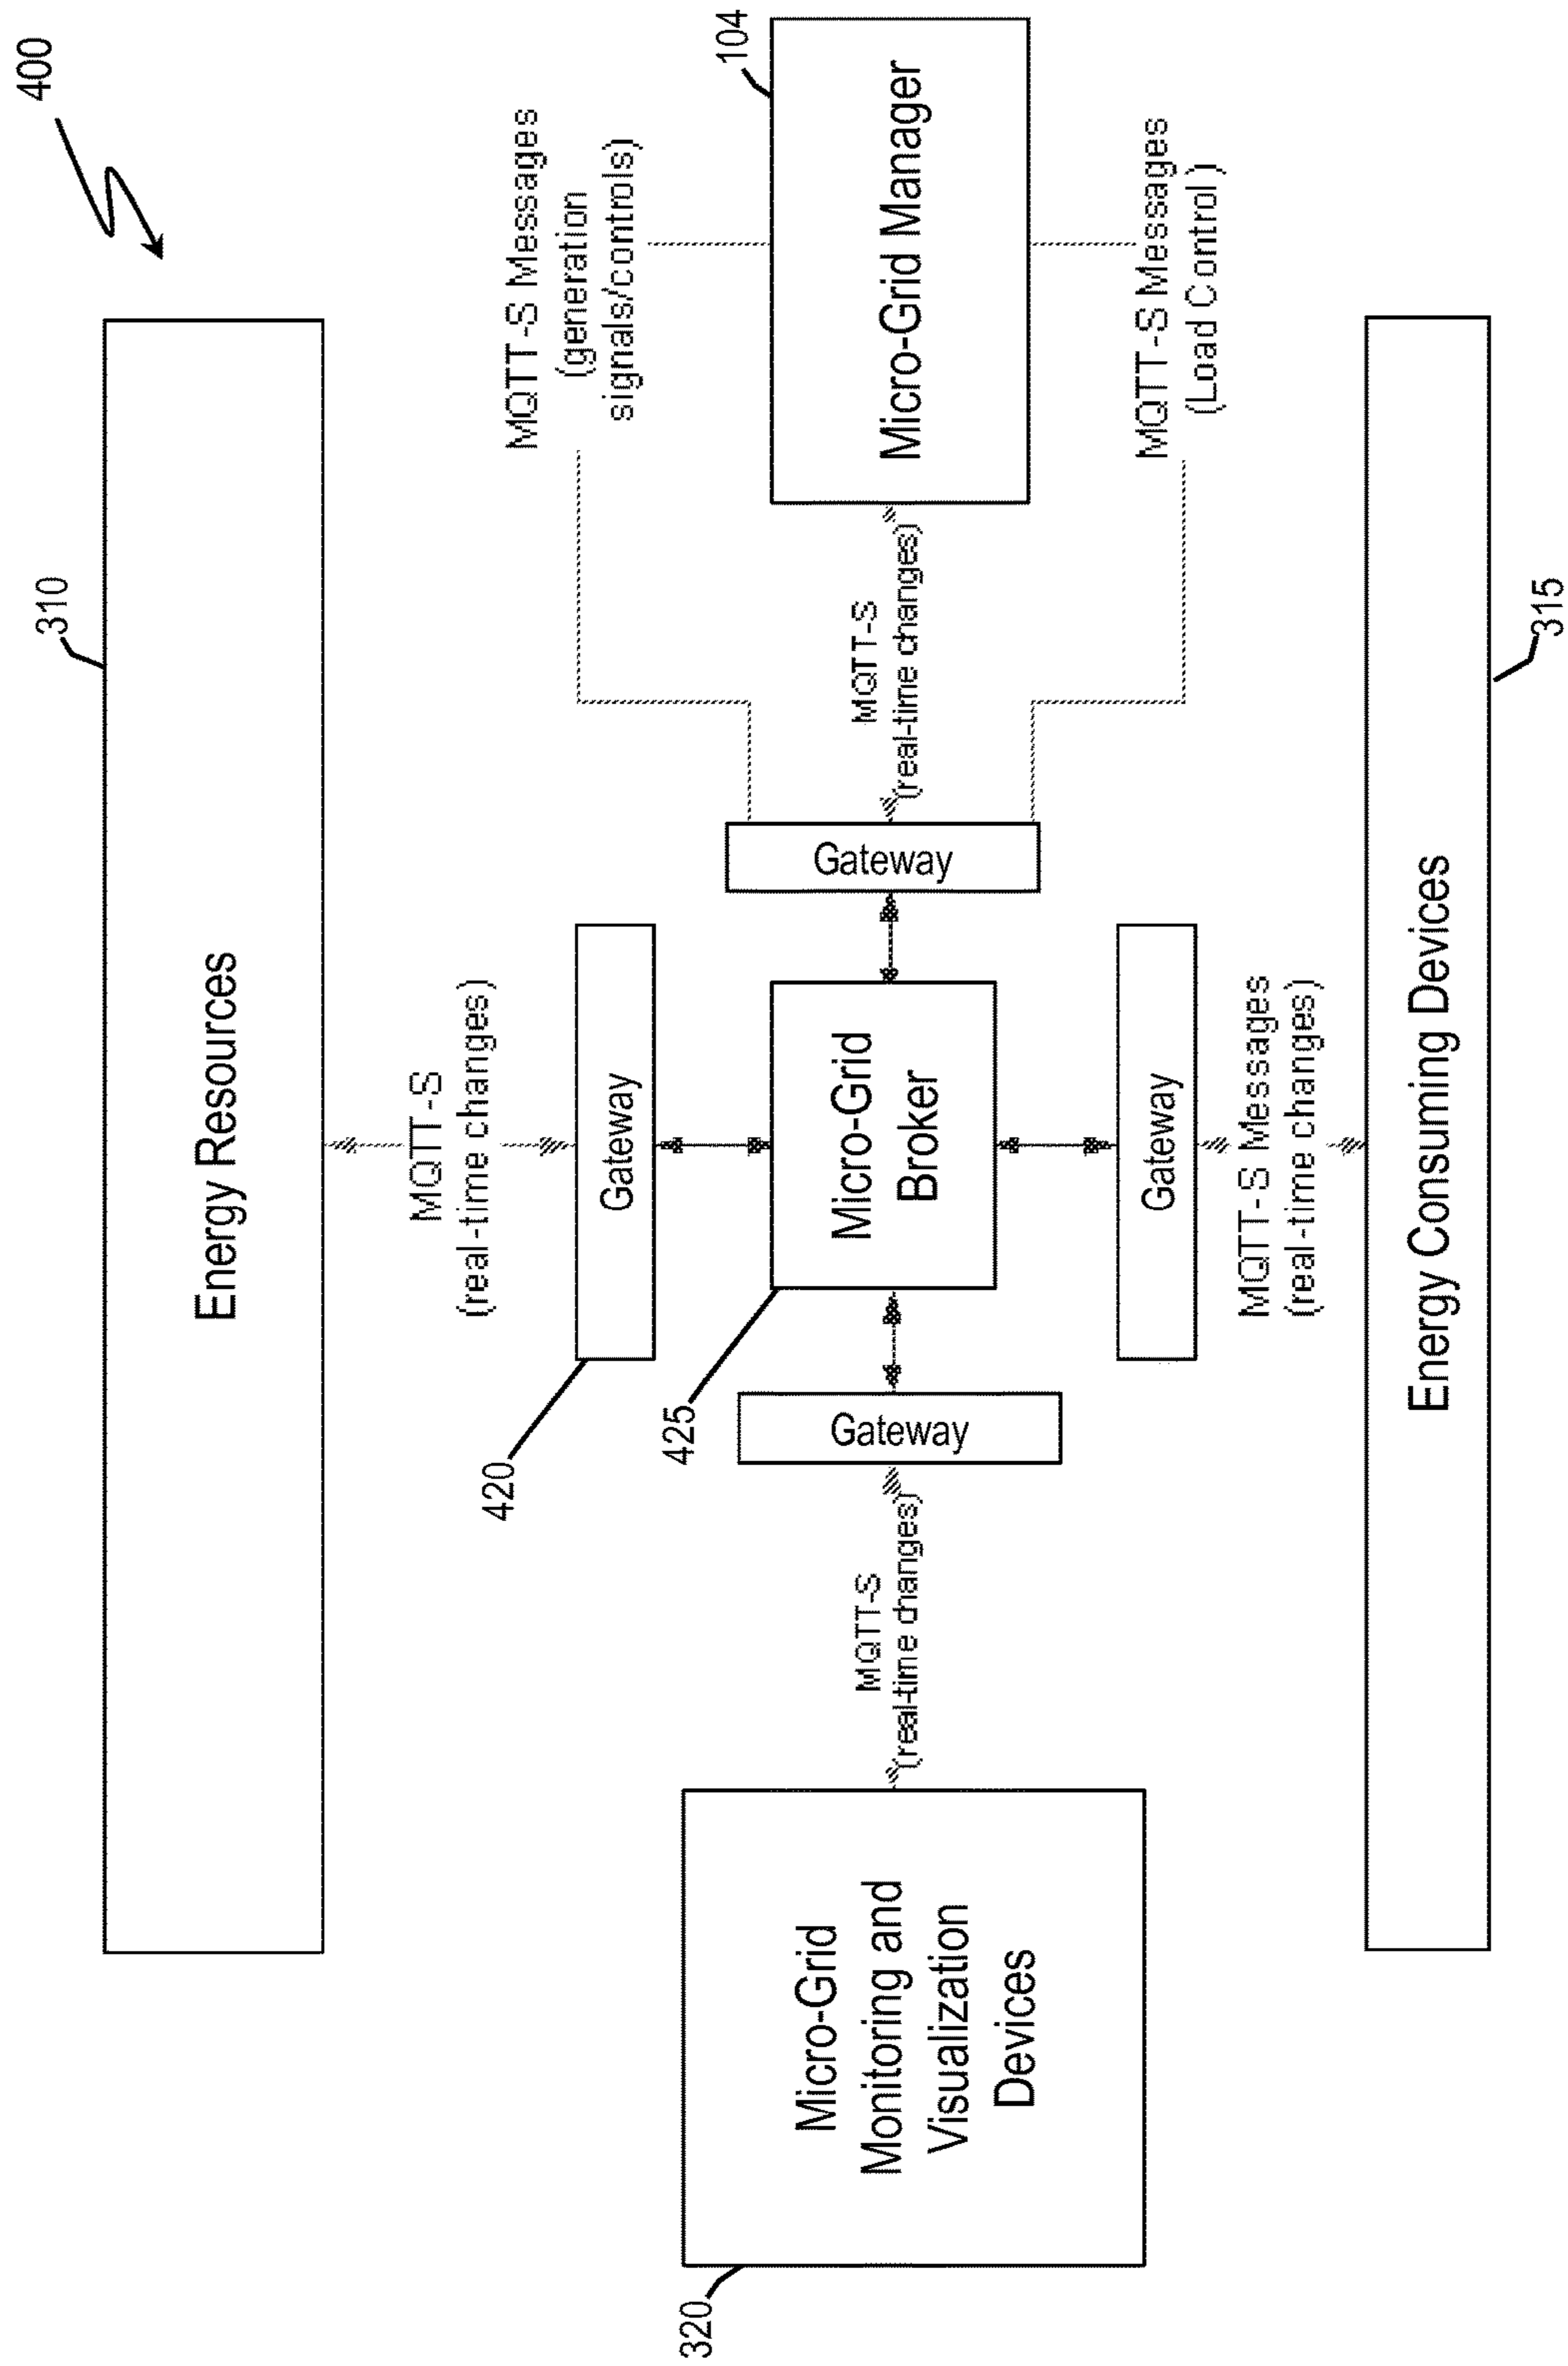 400
310
Energy Resources
MQTT-S
(real-time changes)
MQTT-S Messages
(generation
signals/controls)
420
Gateway
320
Micro-Grid
Monitoring and
Visualization
Devices
MQTT-S
(real-time changes)
Gateway
425
Micro-Grid
Broker
Gateway
MQTT-S
(real-time changes)
104
Micro-Grid Manager
Gateway
MQTT-S Messages
(real-time changes)
MQTT-S Messages
(Load Control)
Energy Consuming Devices
315